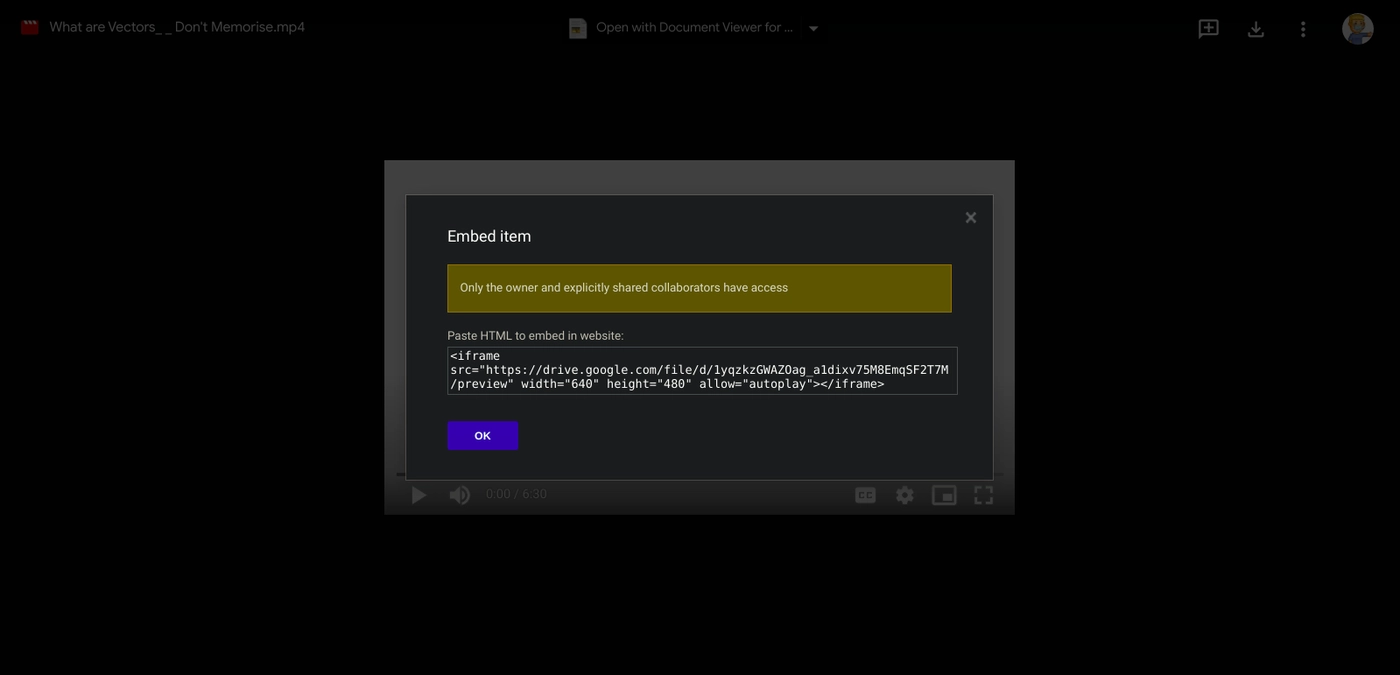 What are Vectors_ _ Don't Memorise.mp4
Open with Document Viewer for ...
Embed item
Only the owner and explicitly shared collaborators have access
Paste HTML to embed in website:
<iframe
src="https://drive.google.com/file/d/1yqzkzGWAZOag_a1dixv75M8EmqSF2T7M
/preview" width="640" height="480" allow="autoplay"></iframe>
OK
0:00 / 6:30
CC